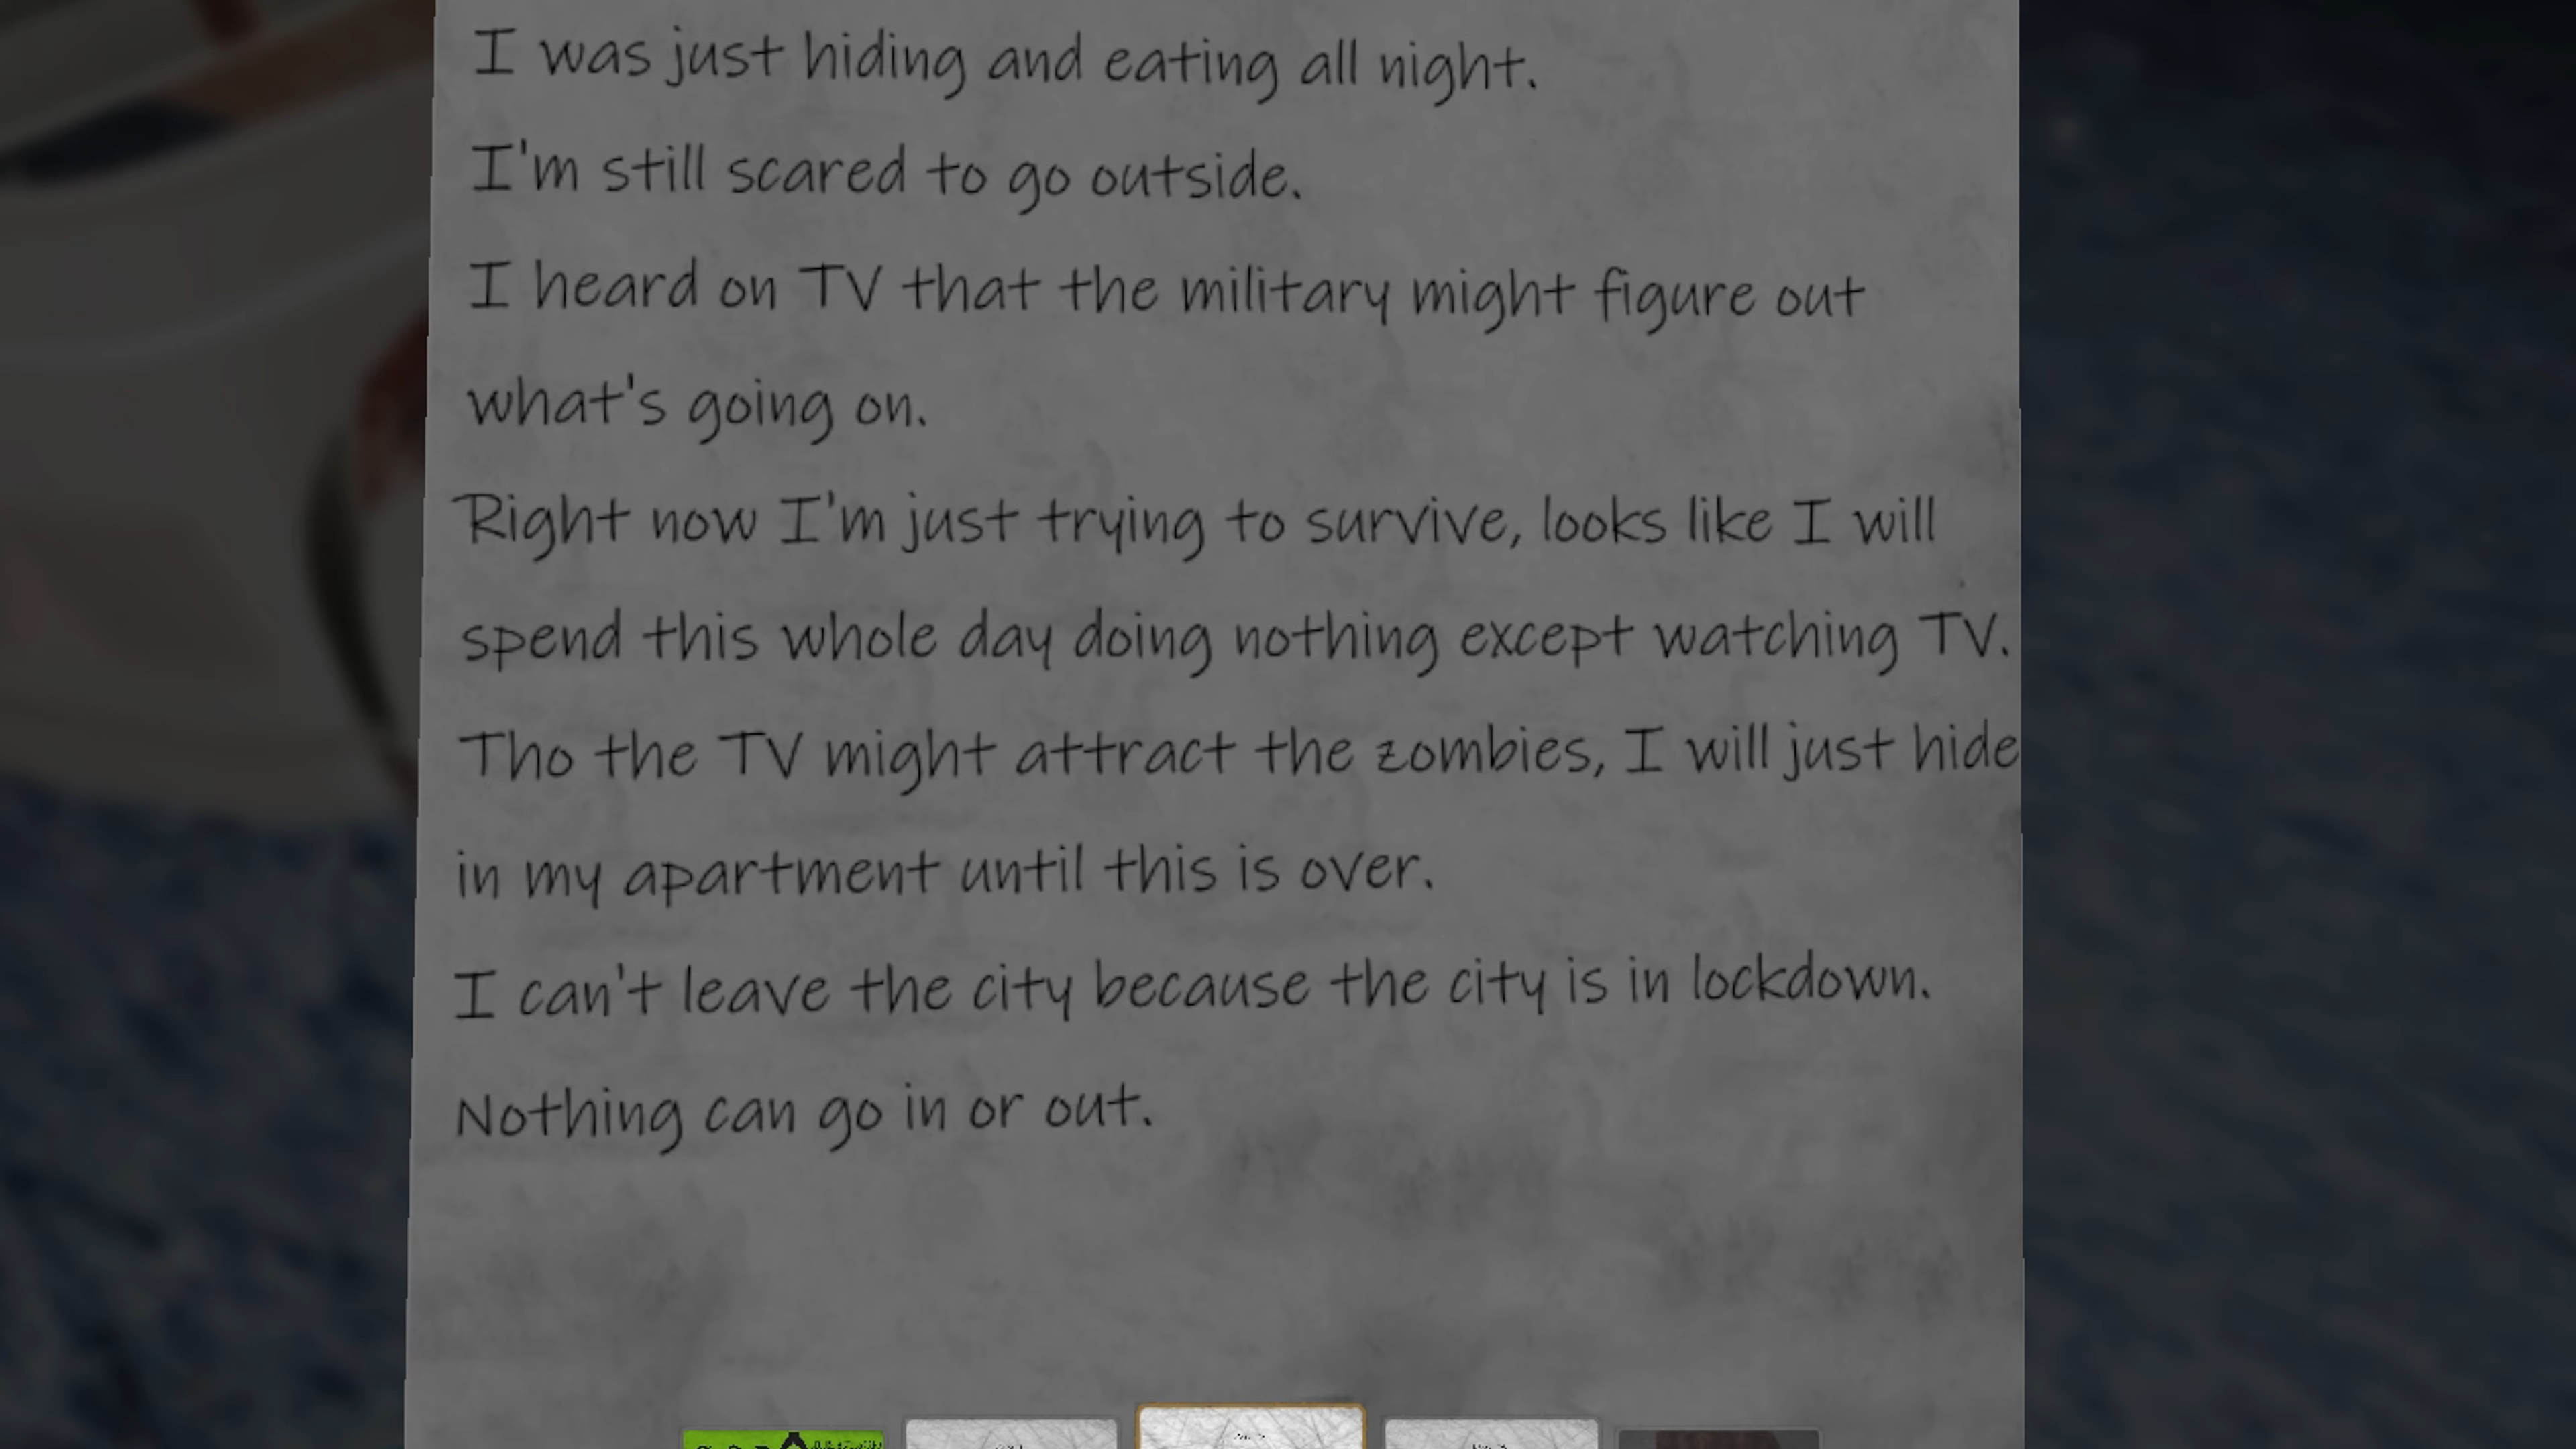 I was just hiding and eating all night.
I'm still scared to go outside.
I heard on TV that the military might figure out
what's going on.
Right now I'm just trying to survive, looks like I will
spend this whole day doing nothing except watching TV.
Tho the TV might attract the zombies, I will just hide
in my apartment until this is over.
I can't leave the city because the city is in lockdown.
Nothing can go in or out.